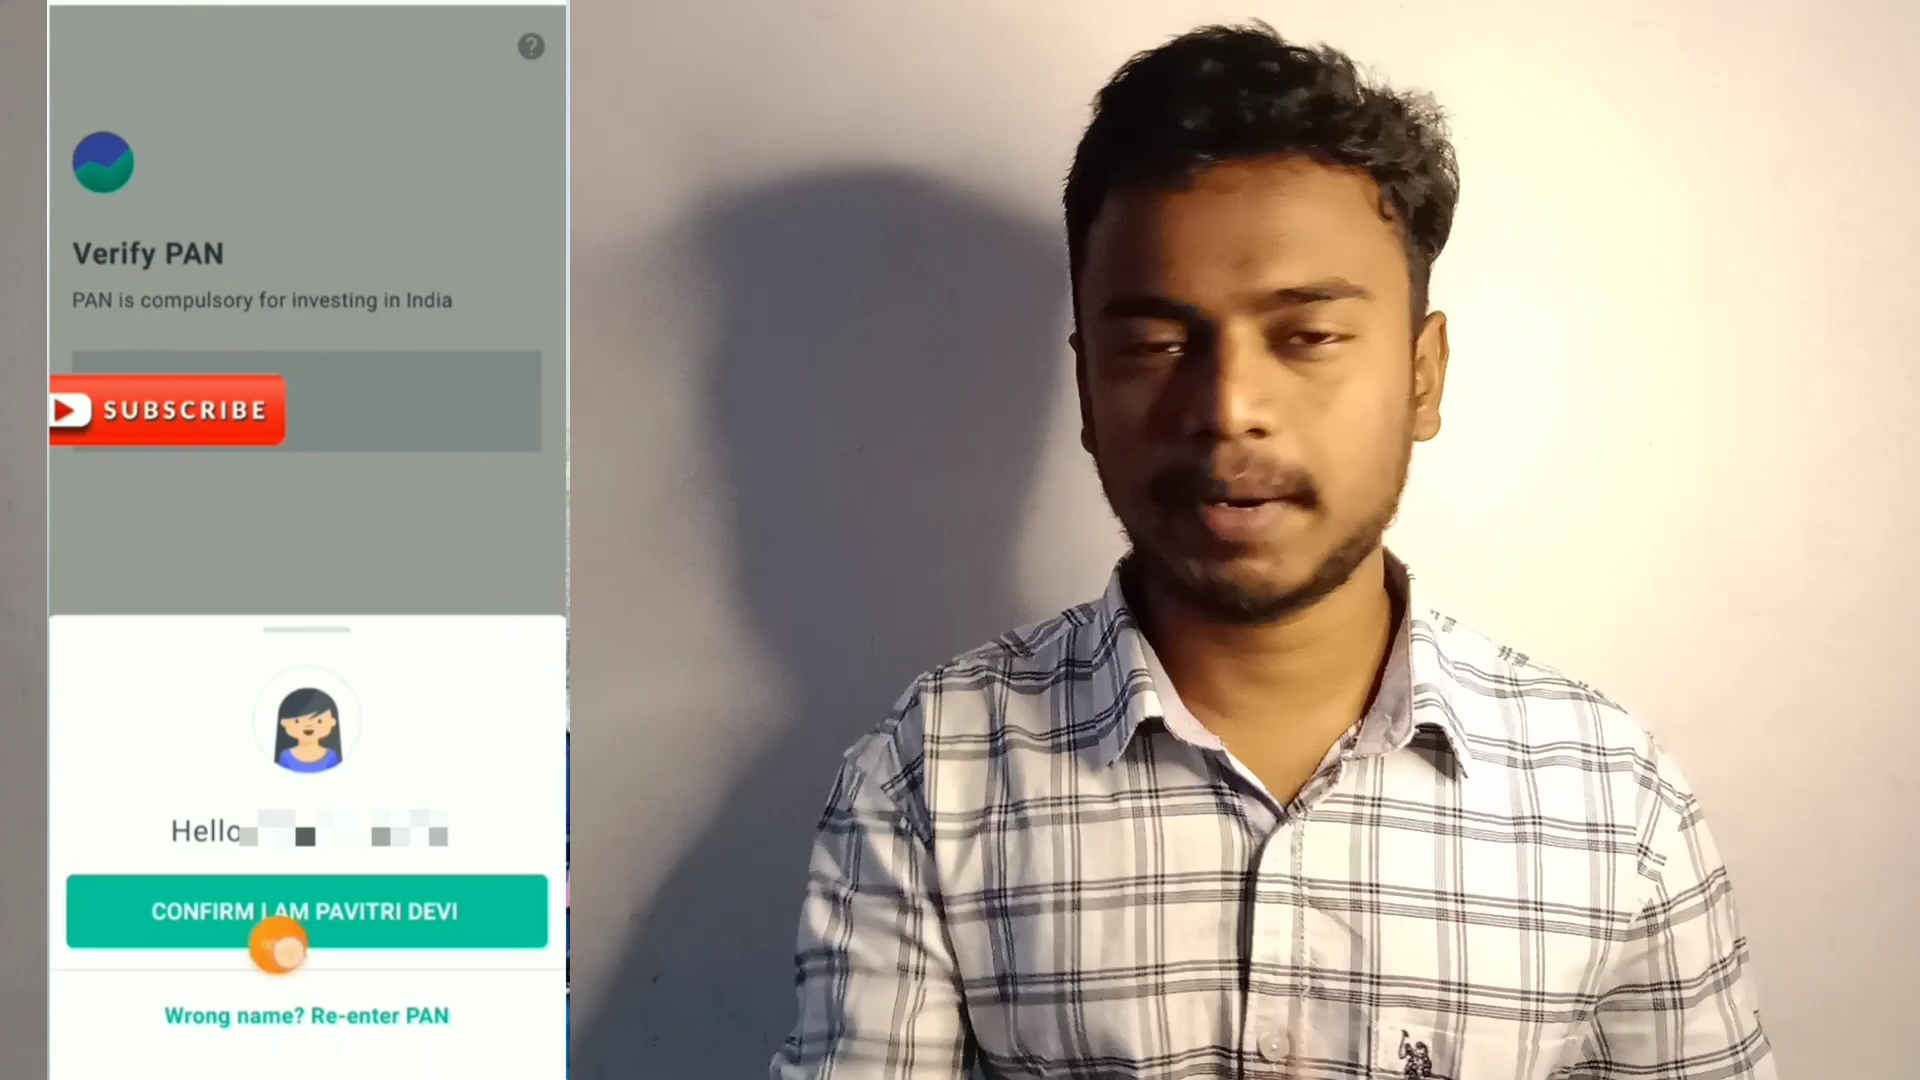 Verify PAN
PAN is compulsory for investing in India
SUBSCRIBE
Hello
CONFIRM I AM PAVITRI DEVI
Wrong name? Re-enter PAN